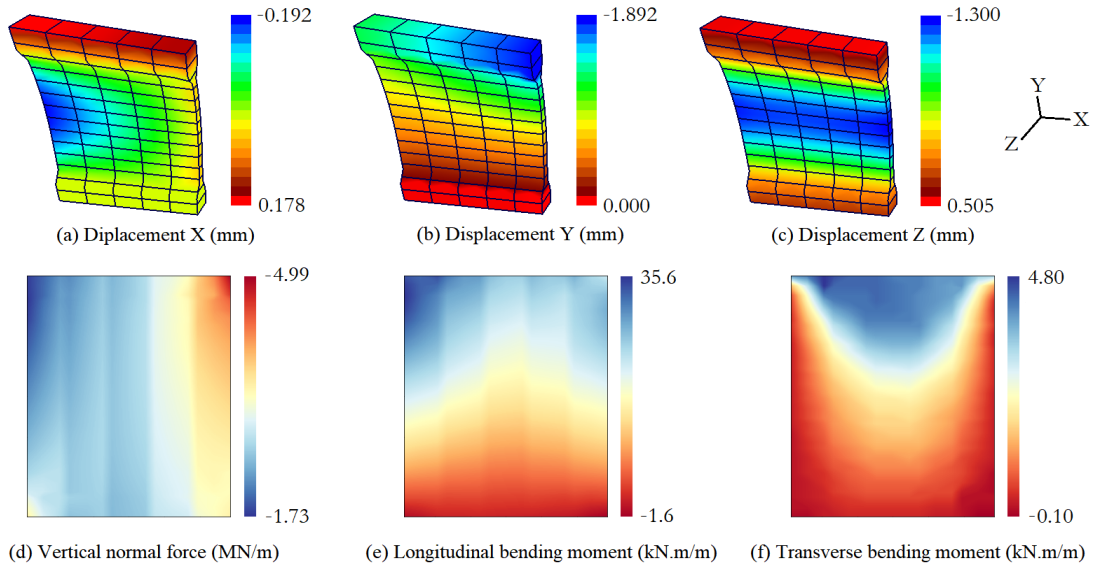 -0.192
0.178
(a) Diplacement X (mm)
-1.892
0.000
(b) Displacement Y (mm)
-1.300
0.505
(c) Displacement Z (mm)
Y
X
Z
-4.99
-1.73
(d) Vertical normal force (MN/m)
35.6
-1.6
(e) Longitudinal bending moment (kN.m/m)
4.80
-0.10
(f) Transverse bending moment (kN.m/m)